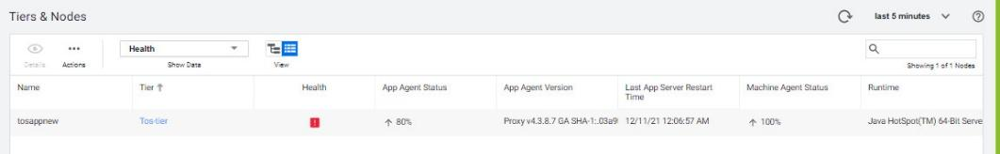 Tiers & Nodes
last 5 minutes
Details
Actions
Health
Show Data
View
Showing 1 of 1 Nodes
Name Tier Health App Agent Status App Agent Version Last App Server Restart Time Machine Agent Status Runtime
tosappnew Tos-tier 80% Proxy v4.3.8.7 GA SHA-1:.03a9 12/11/21 12:06:57 AM 100% Java HotSpot(TM) 64-Bit Serve